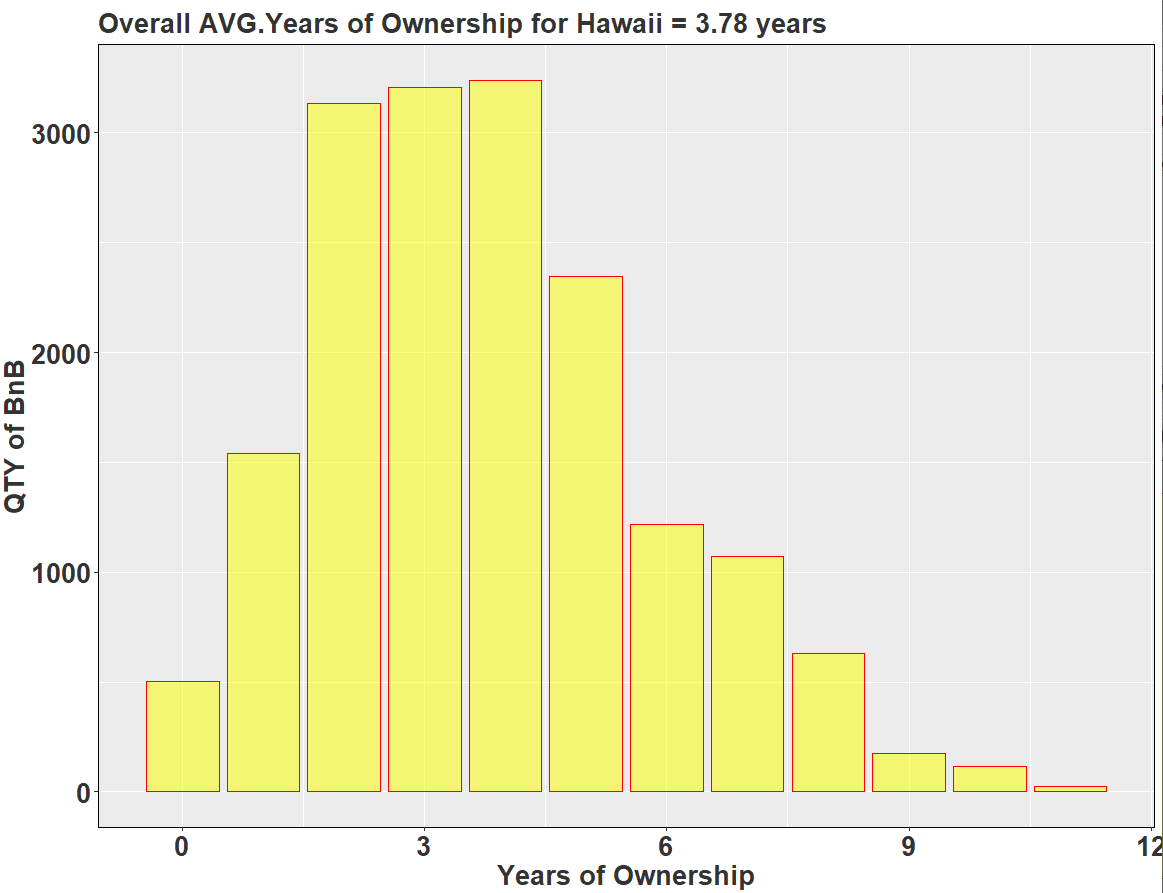 Overall AVG.Years of Ownership for Hawaii = 3.78 years
QTY of BnB
3000
2000
1000
0
0 3 6 9 12
Years of Ownership